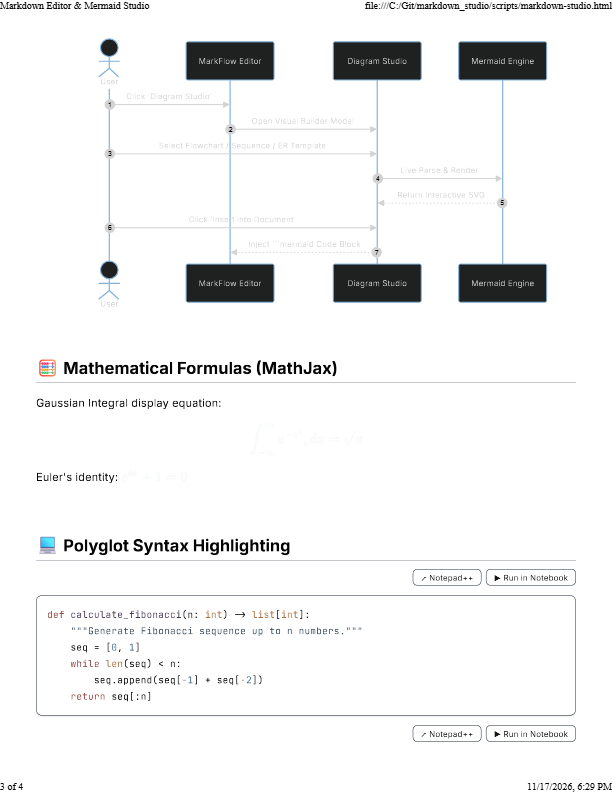 Markdown Editor & Mermaid Studio
file:///C:/Git/markdown_studio/scripts/markdown-studio.html
User
MarkFlow Editor
Diagram Studio
Mermaid Engine
1 Click 'Diagram Studio'
2 Open Visual Builder Modal
3 Select Flowchart / Sequence / ER Template
4 Live Parse & Render
Return Interactive SVG 5
6 Click 'Insert Into Document'
Inject ```mermaid Code Block 7
User
MarkFlow Editor
Diagram Studio
Mermaid Engine
🧮 Mathematical Formulas (MathJax)
Gaussian Integral display equation:
Euler's identity: e^{iπ} + 1 = 0
💻 Polyglot Syntax Highlighting
↗ Notepad++ ▶ Run in Notebook
def calculate_fibonacci(n: int) -> list[int]:
    """Generate Fibonacci sequence up to n numbers."""
    seq = [0, 1]
    while len(seq) < n:
        seq.append(seq[-1] + seq[-2])
    return seq[:n]
↗ Notepad++ ▶ Run in Notebook
3 of 4
11/17/2026, 6:29 PM